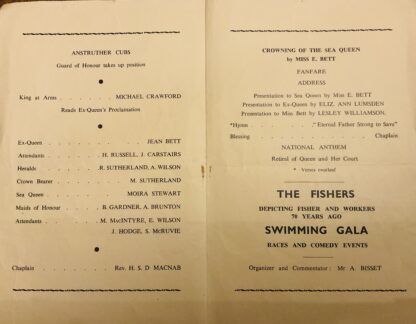 ANSTRUTHER CUBS
Guard of Honour takes up position
King at Arms . . . . . MICHAEL CRAWFORD
Reads Ex-Queen's Proclamation
Ex-Queen . . . . . . . JEAN BETT
Attendants . . . . H. RUSSELL, J. CARSTAIRS
Heralds . . . . R. SUTHERLAND, A. WILSON
Crown Bearer . . . . . M. SUTHERLAND
Sea Queen . . . . . MOIRA STEWART
Maids of Honour . . . B. GARDNER, A. BRUNTON
Attendants . . . . M. MacINTYRE, E. WILSON
J. HODGE, S. McRUVIE
Chaplain . . . . . Rev. H. S. D MACNAB
CROWNING OF THE SEA QUEEN
by MISS E. BETT
FANFARE
ADDRESS
Presentation to Sea Queen by Miss E. BETT
Presentation to Ex-Queen by ELIZ. ANN LUMSDEN
Presentation to Miss Bett by LESLEY WILLIAMSON.
*Hymn . . . . " Eternal Father Strong to Save"
Blessing . . . . . . . Chaplain
NATIONAL ANTHEM
Retiral of Queen and Her Court
* Verses overleaf
THE FISHERS
DEPICTING FISHER AND WORKERS
70 YEARS AGO
SWIMMING GALA
RACES AND COMEDY EVENTS
Organizer and Commentator : Mr A. BISSET